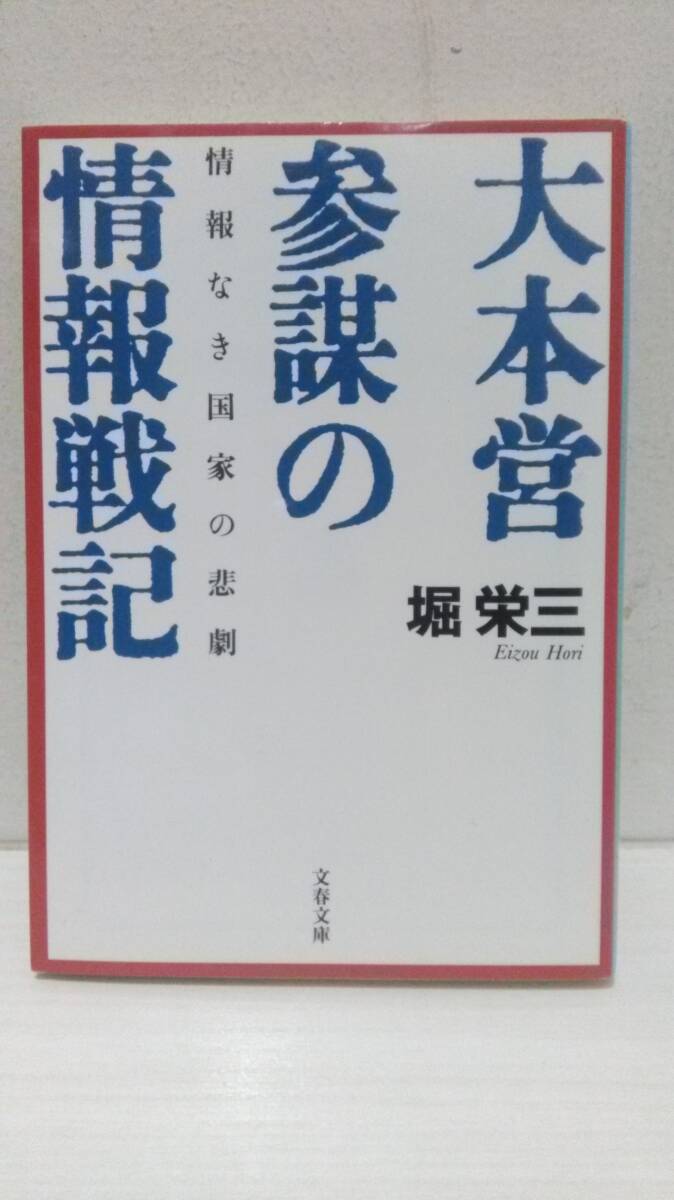 大本営
参謀の
情報戦記
情報なき国家の悲劇
堀 栄三
Eizou Hori
文春文庫